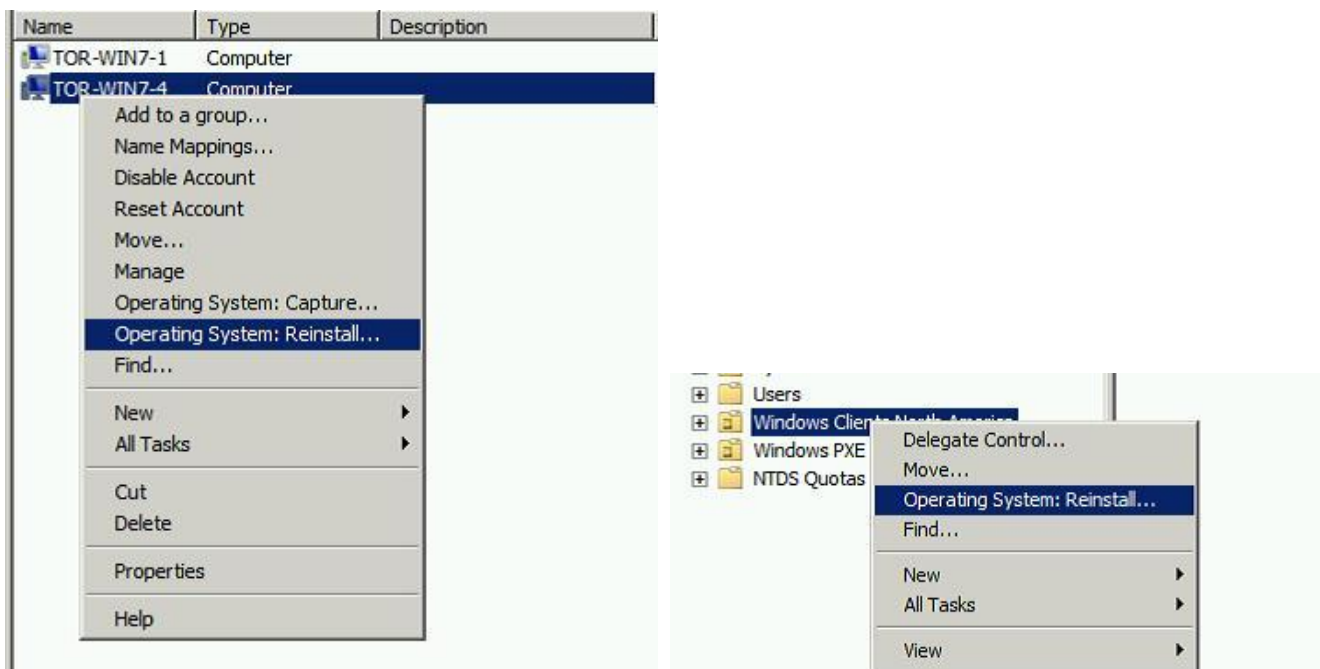 Name Type Description
TOR-WIN7-1 Computer
TOR-WIN7-4 Computer
Add to a group...
Name Mappings...
Disable Account
Reset Account
Move...
Manage
Operating System: Capture...
Operating System: Reinstall...
Find...
New
All Tasks
Cut
Delete
Properties
Help
Users
Windows Clients North America
Windows PXE
NTDS Quotas
Delegate Control...
Move...
Operating System: Reinstall...
Find...
New
All Tasks
View